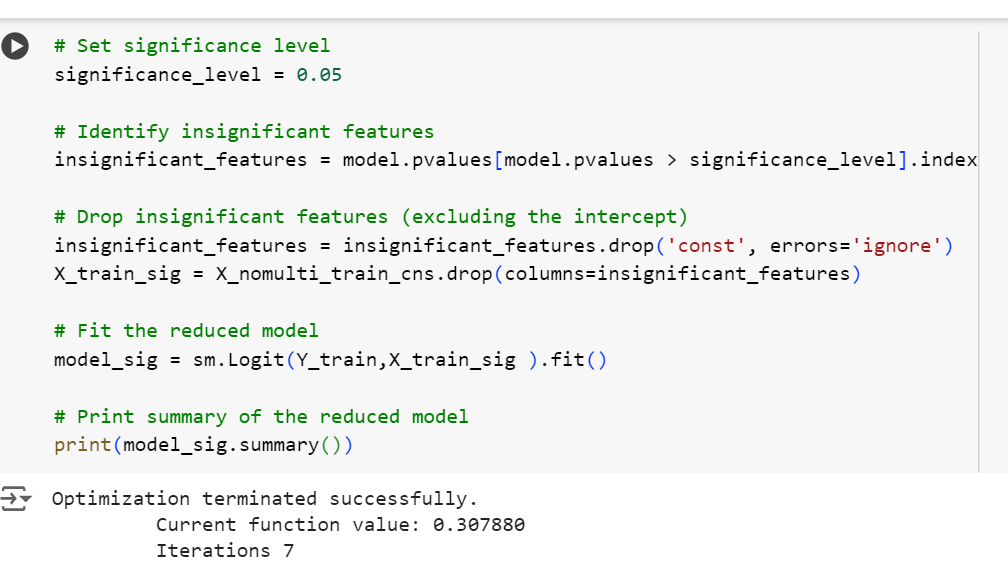 # Set significance level
significance_level = 0.05
# Identify insignificant features
insignificant_features = model.pvalues[model.pvalues > significance_level].index
# Drop insignificant features (excluding the intercept)
insignificant_features = insignificant_features.drop('const', errors='ignore')
X_train_sig = X_nomulti_train_cns.drop(columns=insignificant_features)
# Fit the reduced model
model_sig = sm.Logit(Y_train,X_train_sig ).fit()
# Print summary of the reduced model
print(model_sig.summary())
Optimization terminated successfully.
Current function value: 0.307880
Iterations 7